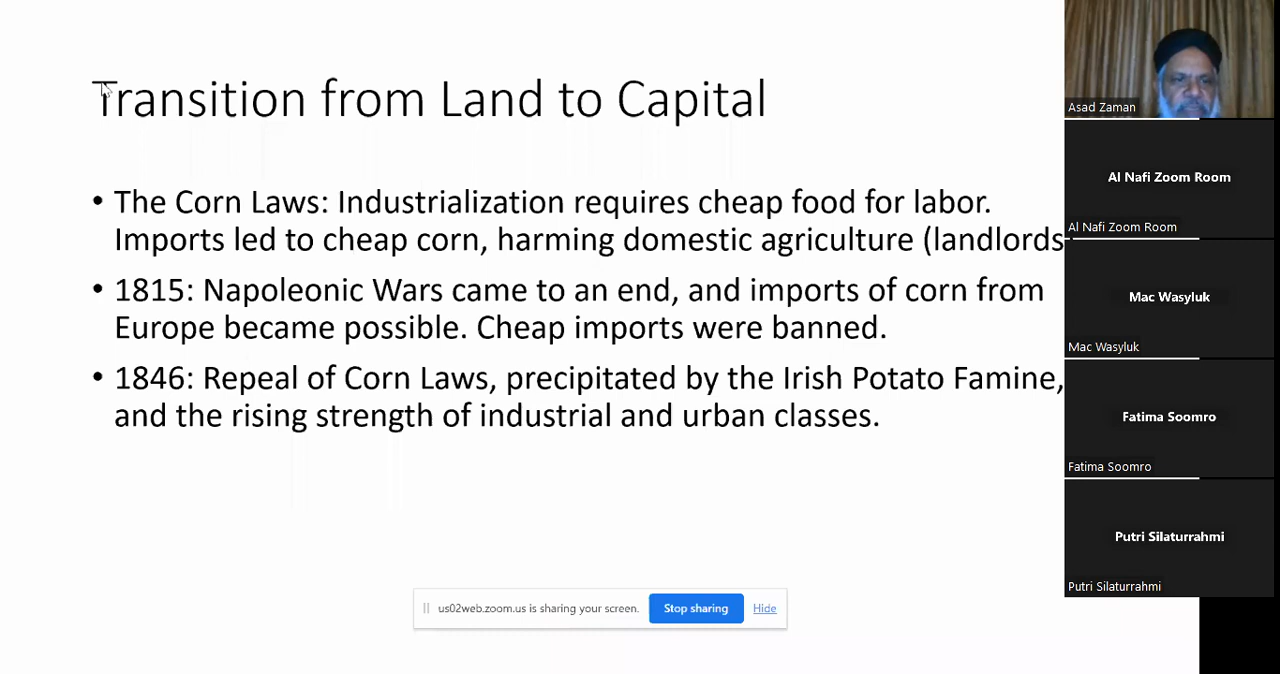 Transition from Land to Capital
• The Corn Laws: Industrialization requires cheap food for labor.
Imports led to cheap corn, harming domestic agriculture (landlords
• 1815: Napoleonic Wars came to an end, and imports of corn from
Europe became possible. Cheap imports were banned.
• 1846: Repeal of Corn Laws, precipitated by the Irish Potato Famine,
and the rising strength of industrial and urban classes.
us02web.zoom.us is sharing your screen. Stop sharing Hide
Asad Zaman
Al Nafi Zoom Room
Al Nafi Zoom Room
Mac Wasyluk
Mac Wasyluk
Fatima Soomro
Fatima Soomro
Putri Silaturrahmi
Putri Silaturrahmi